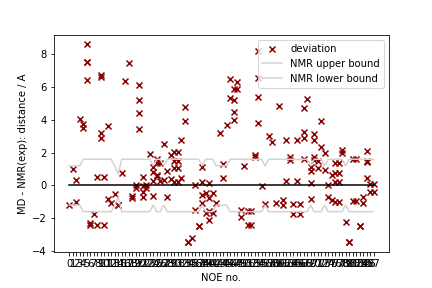 deviation
NMR upper bound
NMR lower bound
MD - NMR(exp): distance / A
8
6
4
2
0
−2
−4
NOE no.